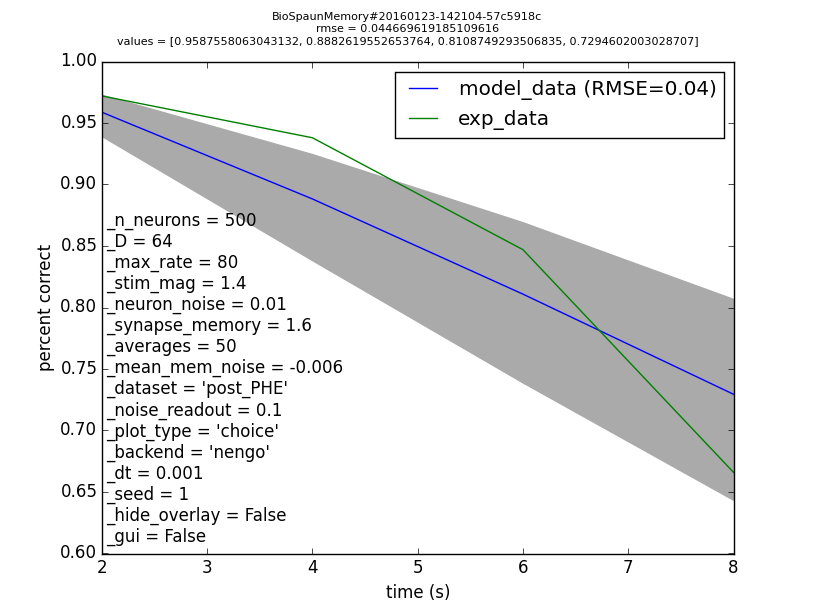 BioSpaunMemory#20160123-142104-57c5918c
rmse = 0.044669619185109616
values = [0.9587558063043132, 0.8882619552653764, 0.8108749293506835, 0.7294602003028707]
1.00
model_data (RMSE=0.04)
exp_data
0.95
0.90
0.85
0.80
0.75
0.70
0.65
0.60
percent correct
_n_neurons = 500
_D = 64
_max_rate = 80
_stim_mag = 1.4
_neuron_noise = 0.01
_synapse_memory = 1.6
_averages = 50
_mean_mem_noise = -0.006
_dataset = 'post_PHE'
_noise_readout = 0.1
_plot_type = 'choice'
_backend = 'nengo'
_dt = 0.001
_seed = 1
_hide_overlay = False
_gui = False
2 3 4 5 6 7 8
time (s)